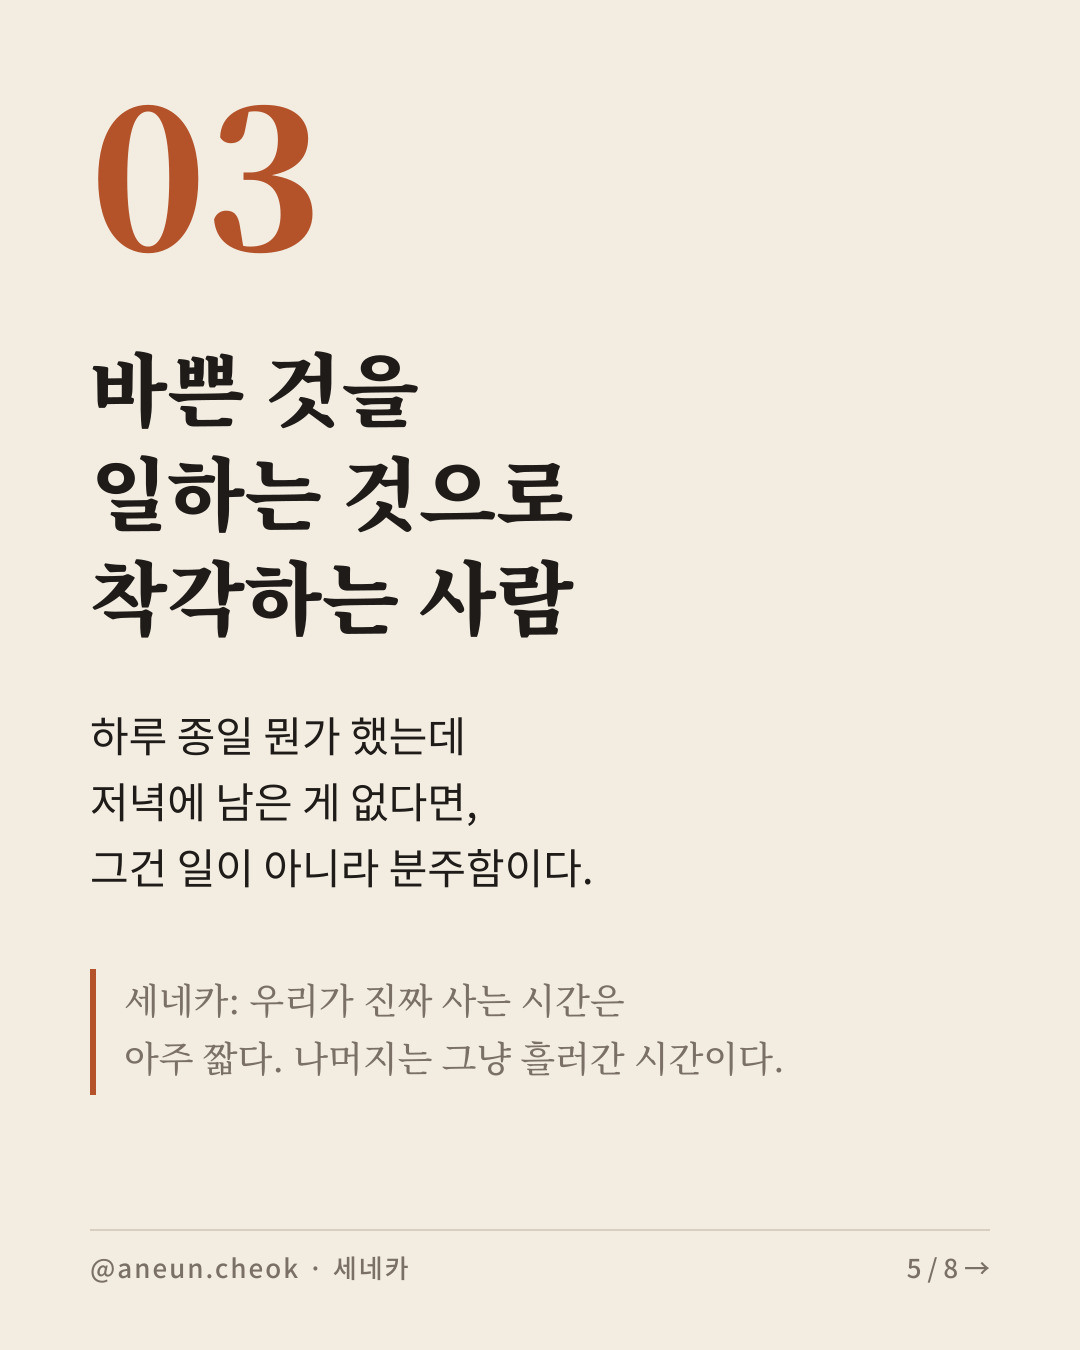 03
바쁜 것을
일하는 것으로
착각하는 사람
하루 종일 뭔가 했는데
저녁에 남은 게 없다면,
그건 일이 아니라 분주함이다.
세네카: 우리가 진짜 사는 시간은
아주 짧다. 나머지는 그냥 흘러간 시간이다.
@aneun.cheok · 세네카
5 / 8 →